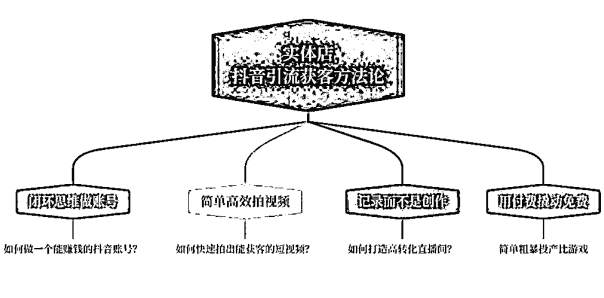 实体店,
抖音引流获客方法论
闭环思维做账号
简单高效拍视频
记录而不是创作
用付费撬动免费
如何做一个能赚钱的抖音账号?
如何快速拍出能获客的短视频?
如何打造高转化直播间?
简单粗暴投产比游戏